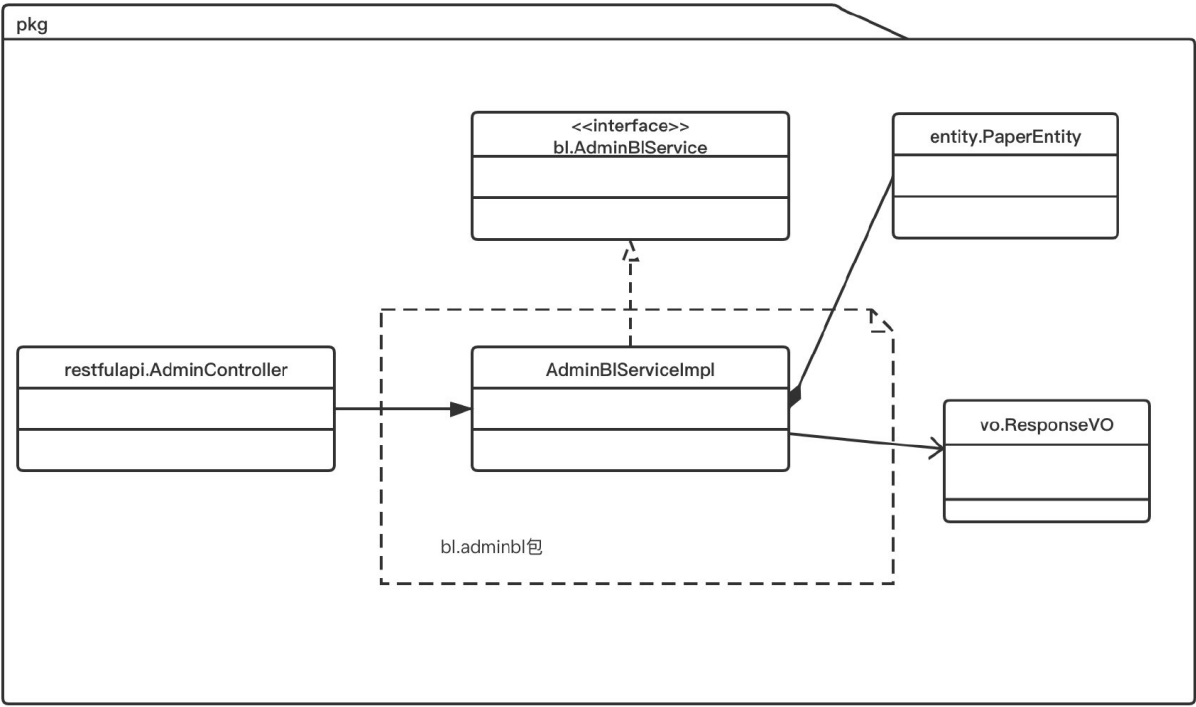 pkg
<<interface>>
bl.AdminBlService
entity.PaperEntity
restfulapi.AdminController
AdminBlServiceImpl
vo.ResponseVO
bl.adminbl包